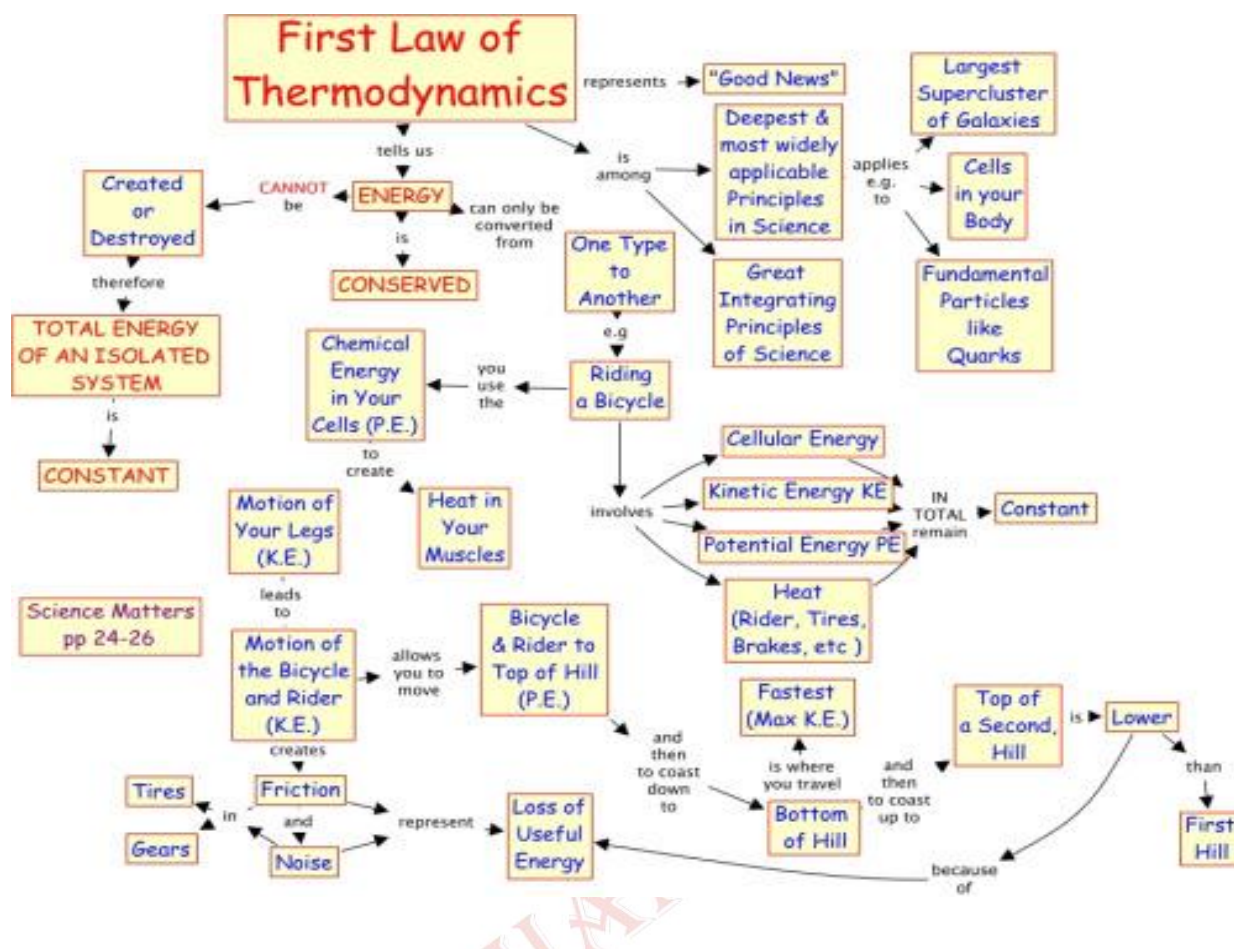 First Law of
Thermodynamics
represents
"Good News"
Largest
Supercluster
of Galaxies
tells us
is
among
Deepest &
most widely
applicable
Principles
in Science
applies
e.g.
to
Cells
in your
Body
Created
or
Destroyed
CANNOT
be
ENERGY
can only be
converted
from
is
CONSERVED
One Type
to
Another
Great
Integrating
Principles
of Science
Fundamental
Particles
like
Quarks
therefore
TOTAL ENERGY
OF AN ISOLATED
SYSTEM
is
CONSTANT
e.g
Riding
a Bicycle
you
use
the
Chemical
Energy
in Your
Cells (P.E.)
to
create
Heat in
Your
Muscles
Motion of
Your Legs
(K.E.)
leads
to
involves
Cellular Energy
Kinetic Energy KE
Potential Energy PE
Heat
(Rider, Tires,
Brakes, etc )
IN
TOTAL
remain
Constant
Science Matters
pp 24-26
Motion of
the Bicycle
and Rider
(K.E.)
allows
you to
move
Bicycle
& Rider to
Top of Hill
(P.E.)
and
then
to coast
down
to
Bottom
of Hill
is where
you travel
Fastest
(Max K.E.)
and
then
to coast
up to
Top of
a Second,
Hill
is
Lower
than
First
Hill
because
of
creates
Friction
and
Noise
in
Tires
Gears
represent
Loss of
Useful
Energy